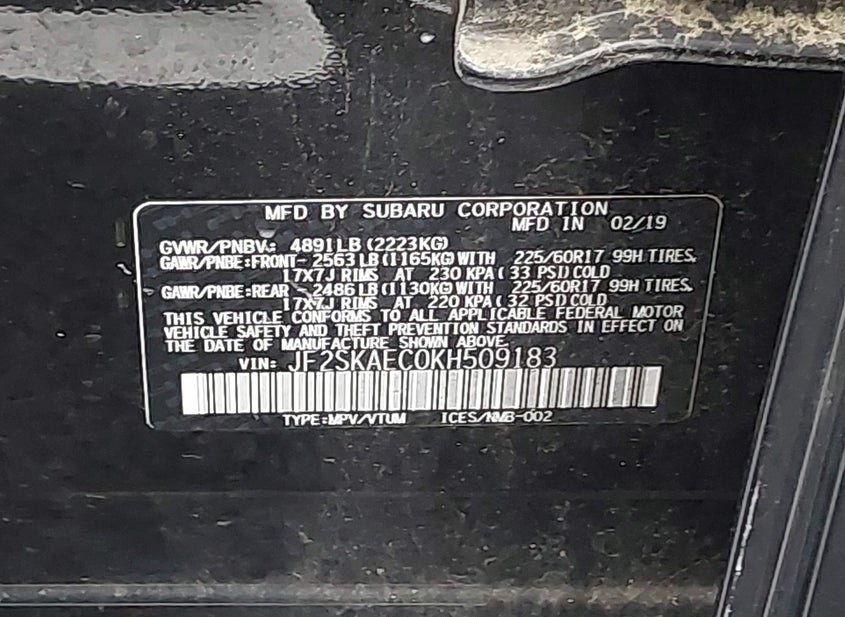 MFD BY SUBARU CORPORATION
MFD IN 02/19
GVWR/PNBV: 4891LB (2223KG)
GAWR/PNBE:FRONT- 2563LB (1165KG) WITH 225/60R17 99H TIRES,
17X7J RIMS AT 230 KPA ( 33 PSI) COLD
GAWR/PNBE:REAR - 2486LB (1130KG) WITH 225/60R17 99H TIRES,
17X7J RIMS AT 220 KPA ( 32 PSI) COLD
THIS VEHICLE CONFORMS TO ALL APPLICABLE FEDERAL MOTOR
VEHICLE SAFETY AND THEFT PREVENTION STANDARDS IN EFFECT ON
THE DATE OF MANUFACTURE SHOWN ABOVE.
VIN: JF2SKAEC0KH509183
TYPE:MPV/VTUM ICES/NMB-002